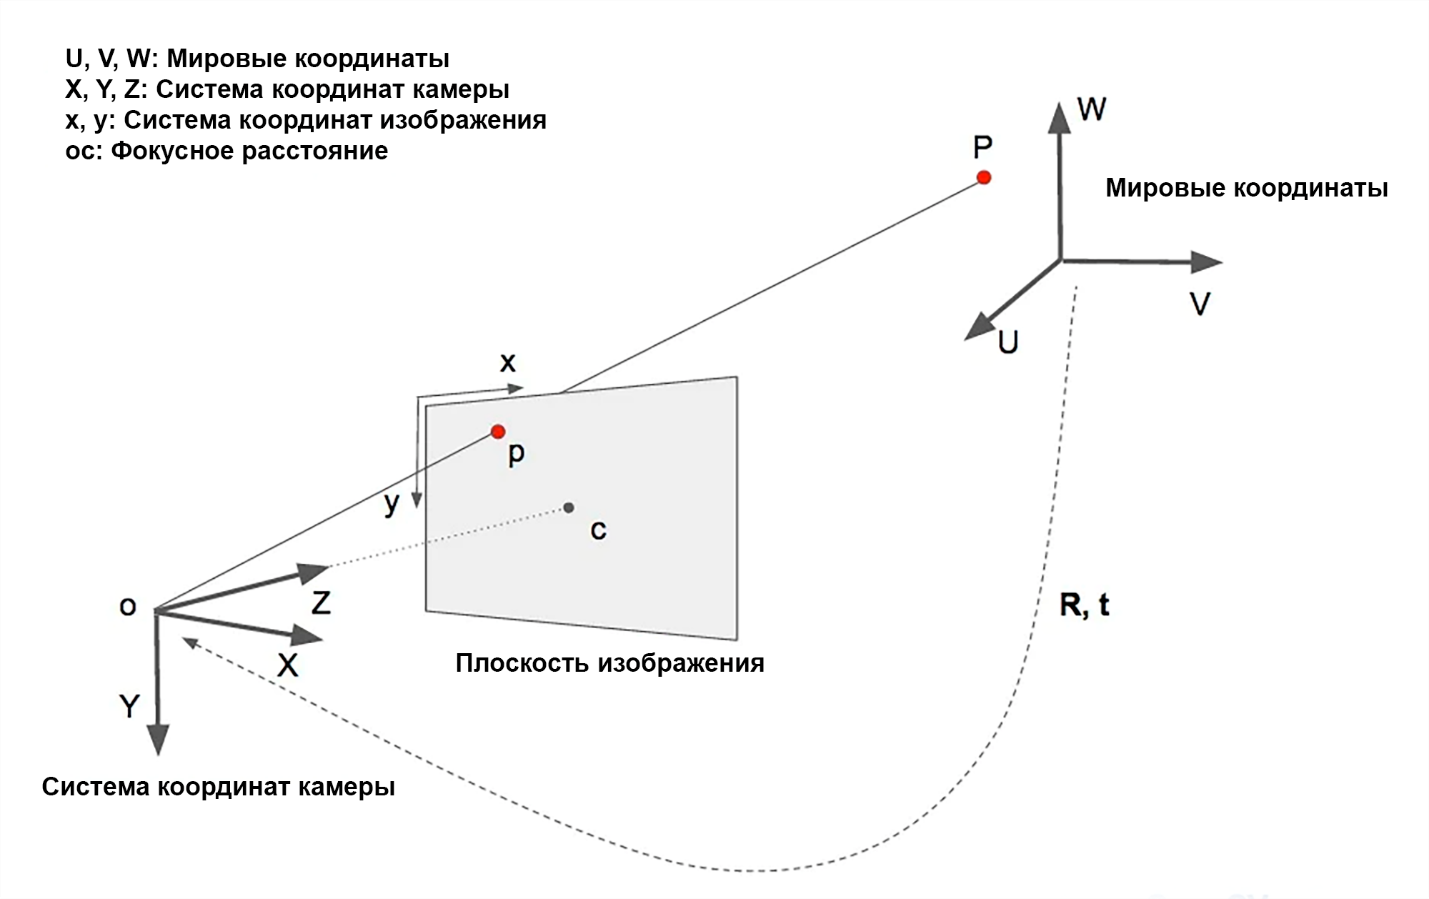 U, V, W: Мировые координаты
X, Y, Z: Система координат камеры
x, y: Система координат изображения
oc: Фокусное расстояние
W
P
Мировые координаты
V
U
x
p
y
c
o
Z
R, t
X
Плоскость изображения
Y
Система координат камеры